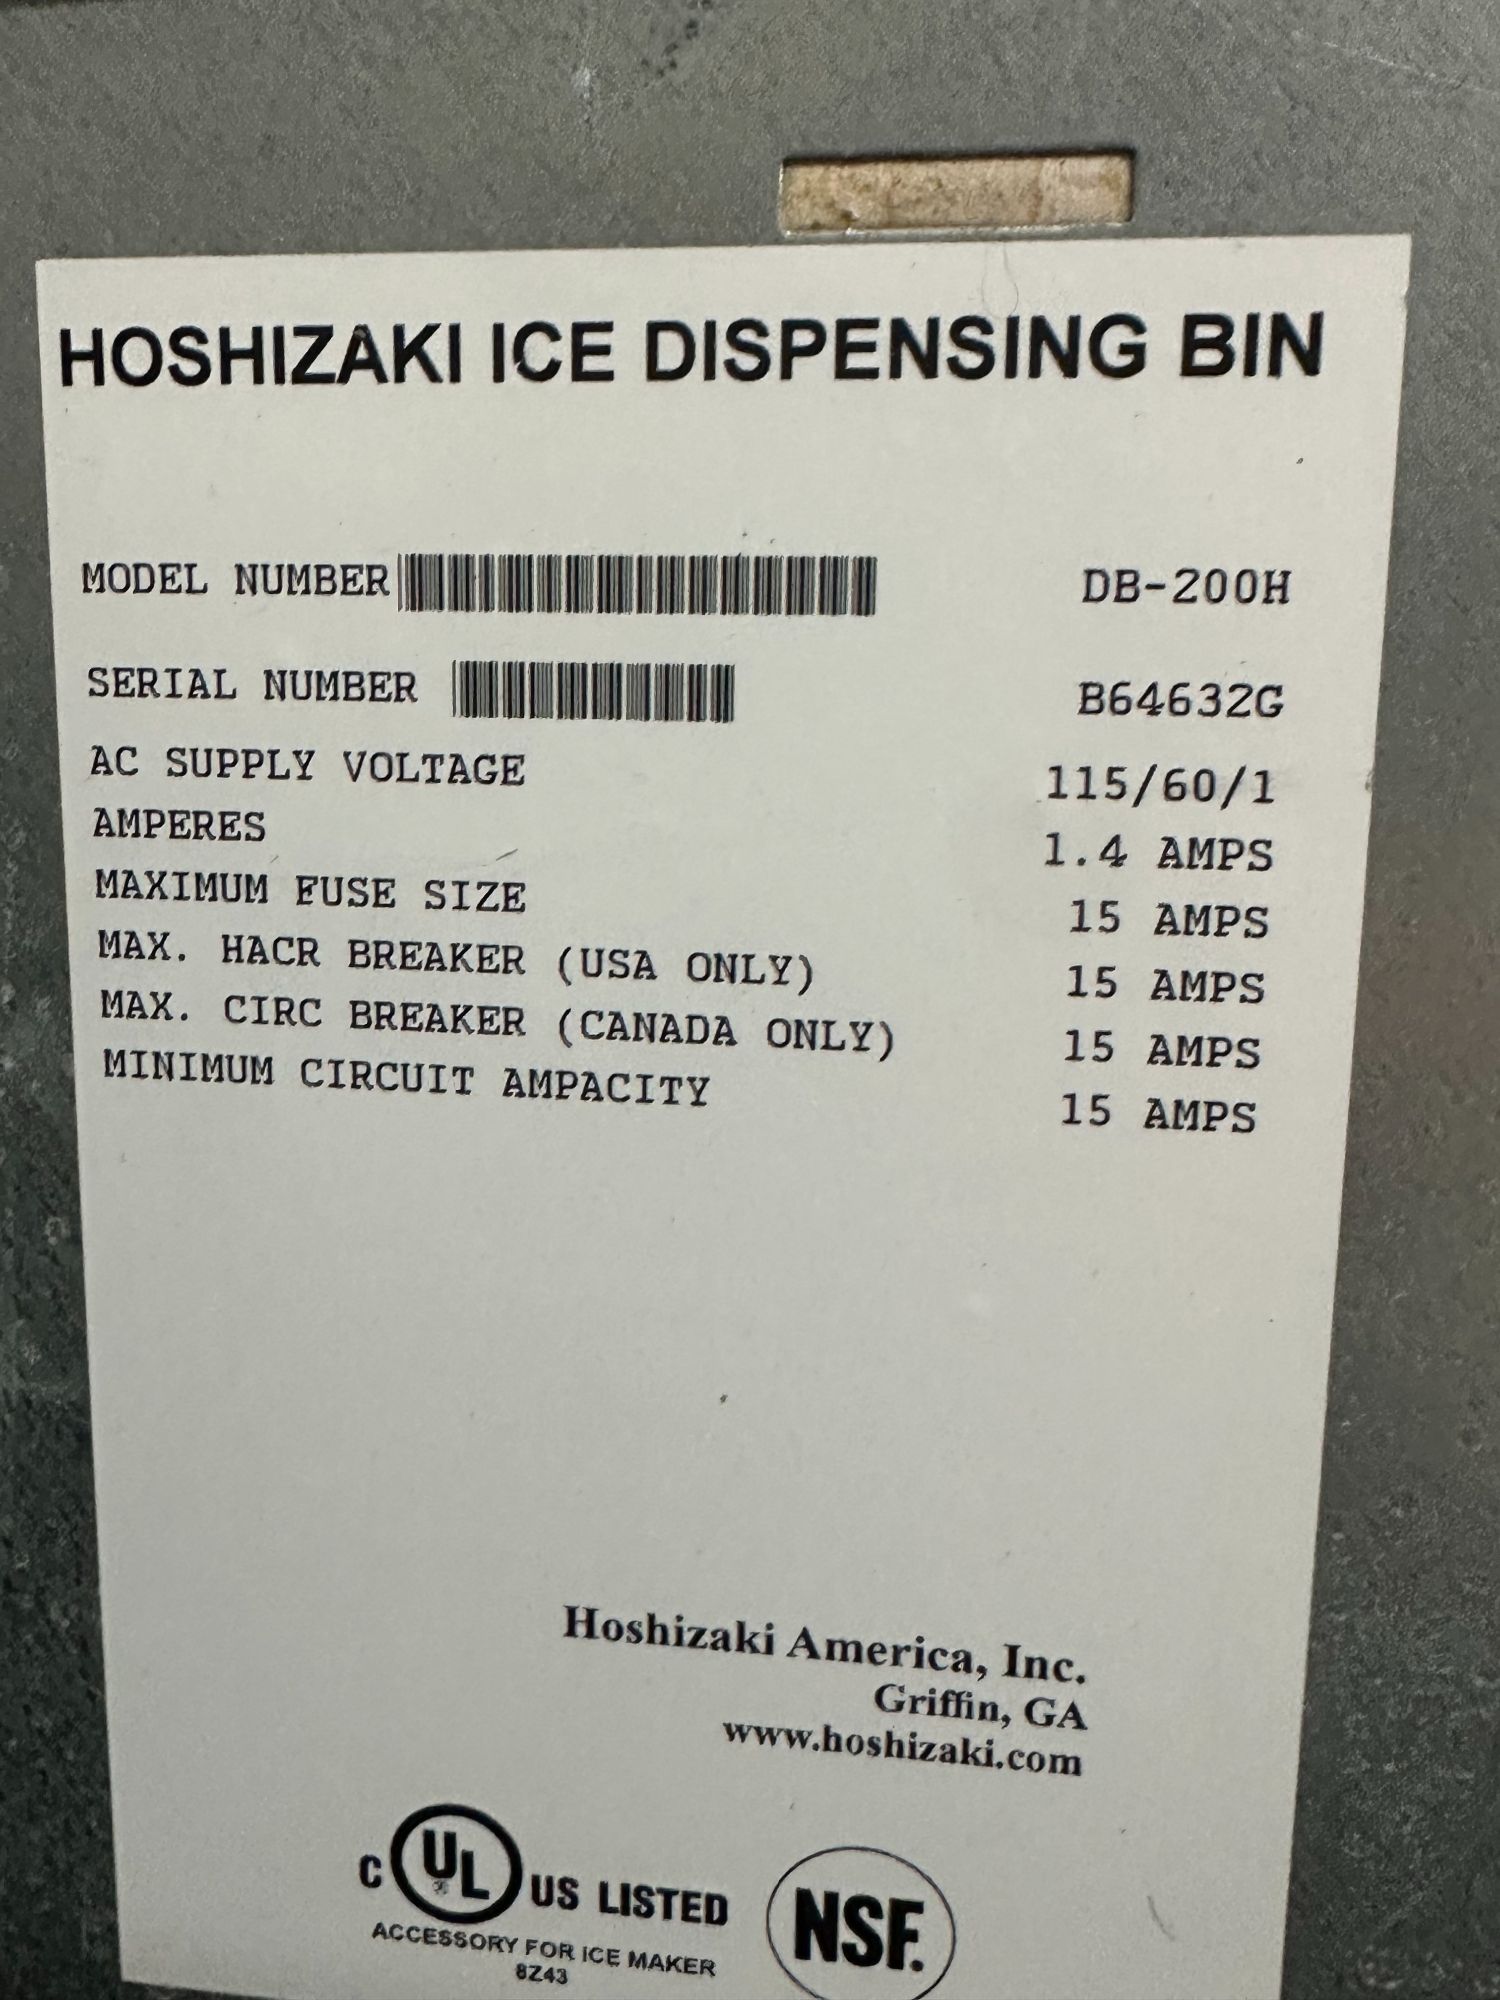 HOSHIZAKI ICE DISPENSING BIN
MODEL NUMBER DB-200H
SERIAL NUMBER B64632G
AC SUPPLY VOLTAGE 115/60/1
AMPERES 1.4 AMPS
MAXIMUM FUSE SIZE 15 AMPS
MAX. HACR BREAKER (USA ONLY) 15 AMPS
MAX. CIRC BREAKER (CANADA ONLY) 15 AMPS
MINIMUM CIRCUIT AMPACITY 15 AMPS
Hoshizaki America, Inc.
Griffin, GA
www.hoshizaki.com
C UL US LISTED
ACCESSORY FOR ICE MAKER
8Z43
NSF.